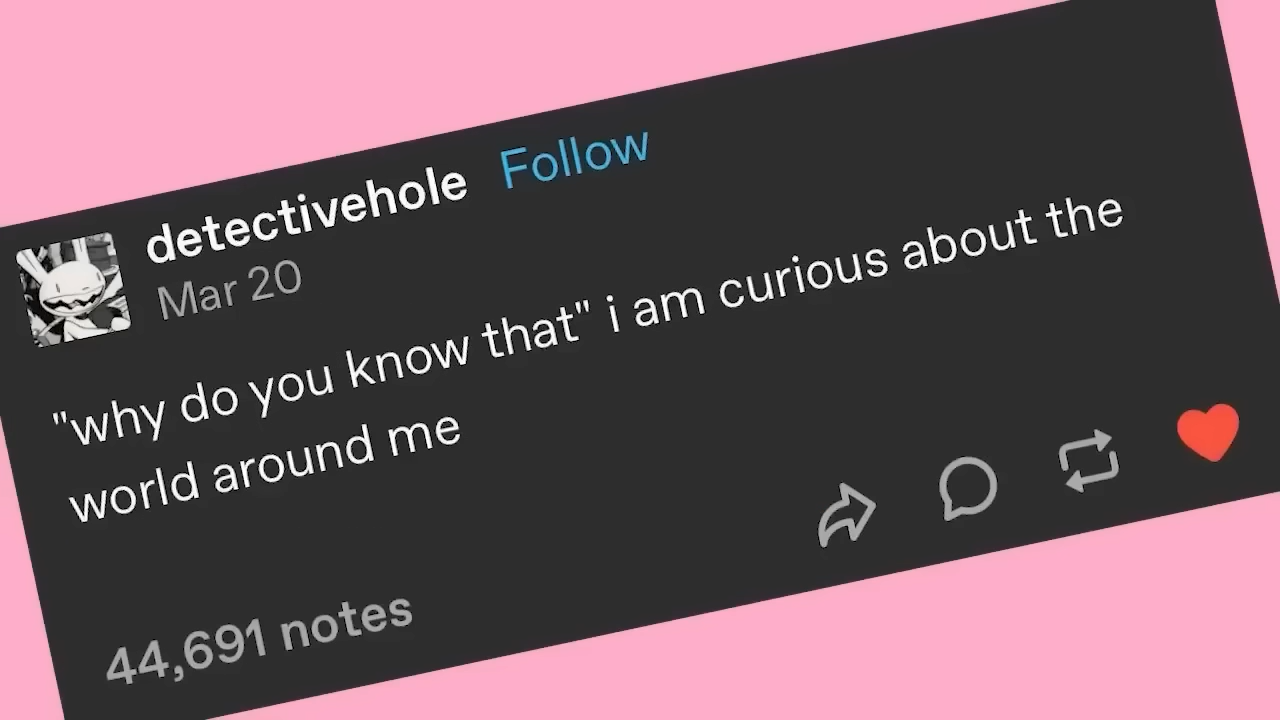 detectivehole Follow
Mar 20
"why do you know that" i am curious about the
world around me
44,691 notes